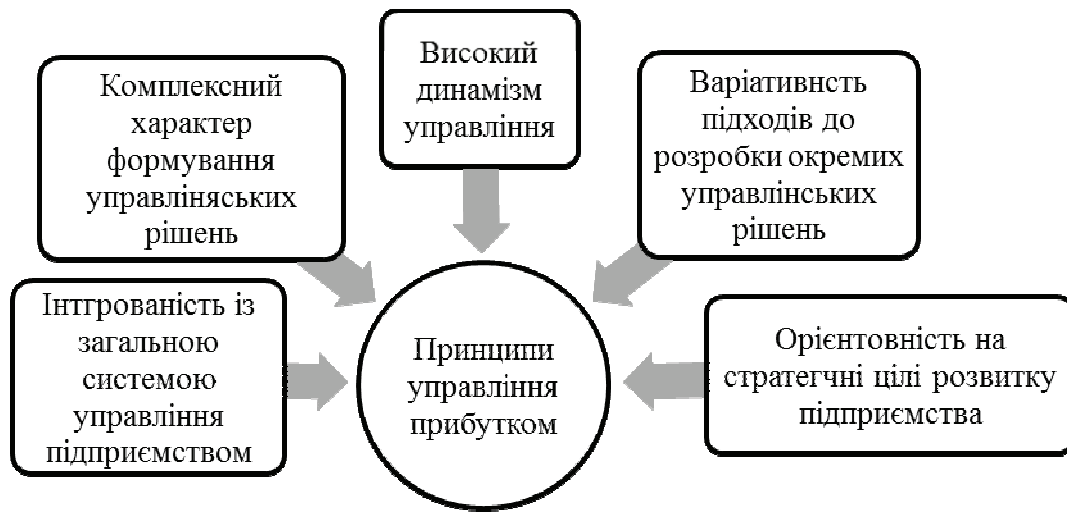 Комплексний
характер
формування
управліняських
рішень
Високий
динамізм
управління
Варіативнсть
підходів до
розробки окремих
управлінських
рішень
Інтгрованість із
загальною
системою
управління
підприємством
Принципи
управління
прибутком
Орієнтовність на
стратегчні цілі розвитку
підприємства